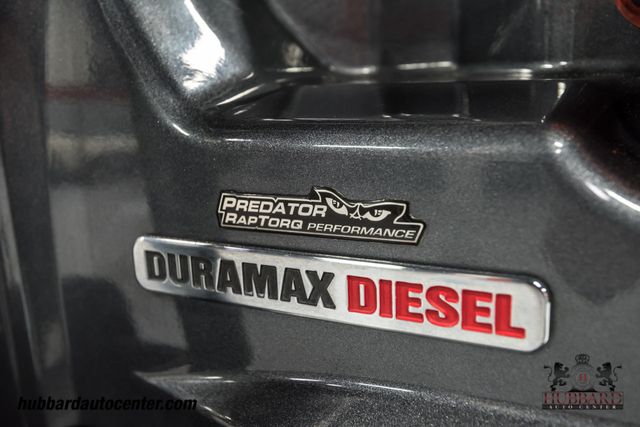 PREDATOR
RAPTORQ PERFORMANCE
DURAMAX DIESEL
hubbardautocenter.com
H
HUBBARD
AUTO CENTER